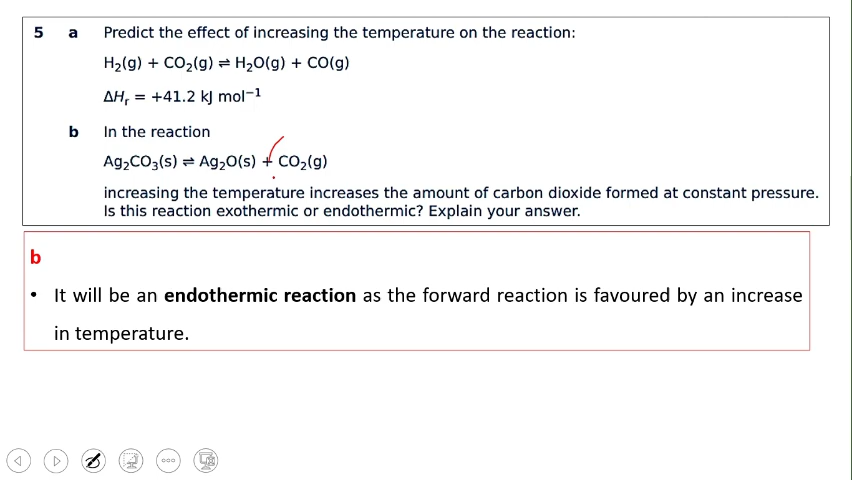 5 a Predict the effect of increasing the temperature on the reaction:
H₂(g) + CO₂(g) ⇌ H₂O(g) + CO(g)
ΔHᵣ = +41.2 kJ mol⁻¹
b In the reaction
Ag₂CO₃(s) ⇌ Ag₂O(s) + CO₂(g)
increasing the temperature increases the amount of carbon dioxide formed at constant pressure.
Is this reaction exothermic or endothermic? Explain your answer.
b
• It will be an endothermic reaction as the forward reaction is favoured by an increase
in temperature.